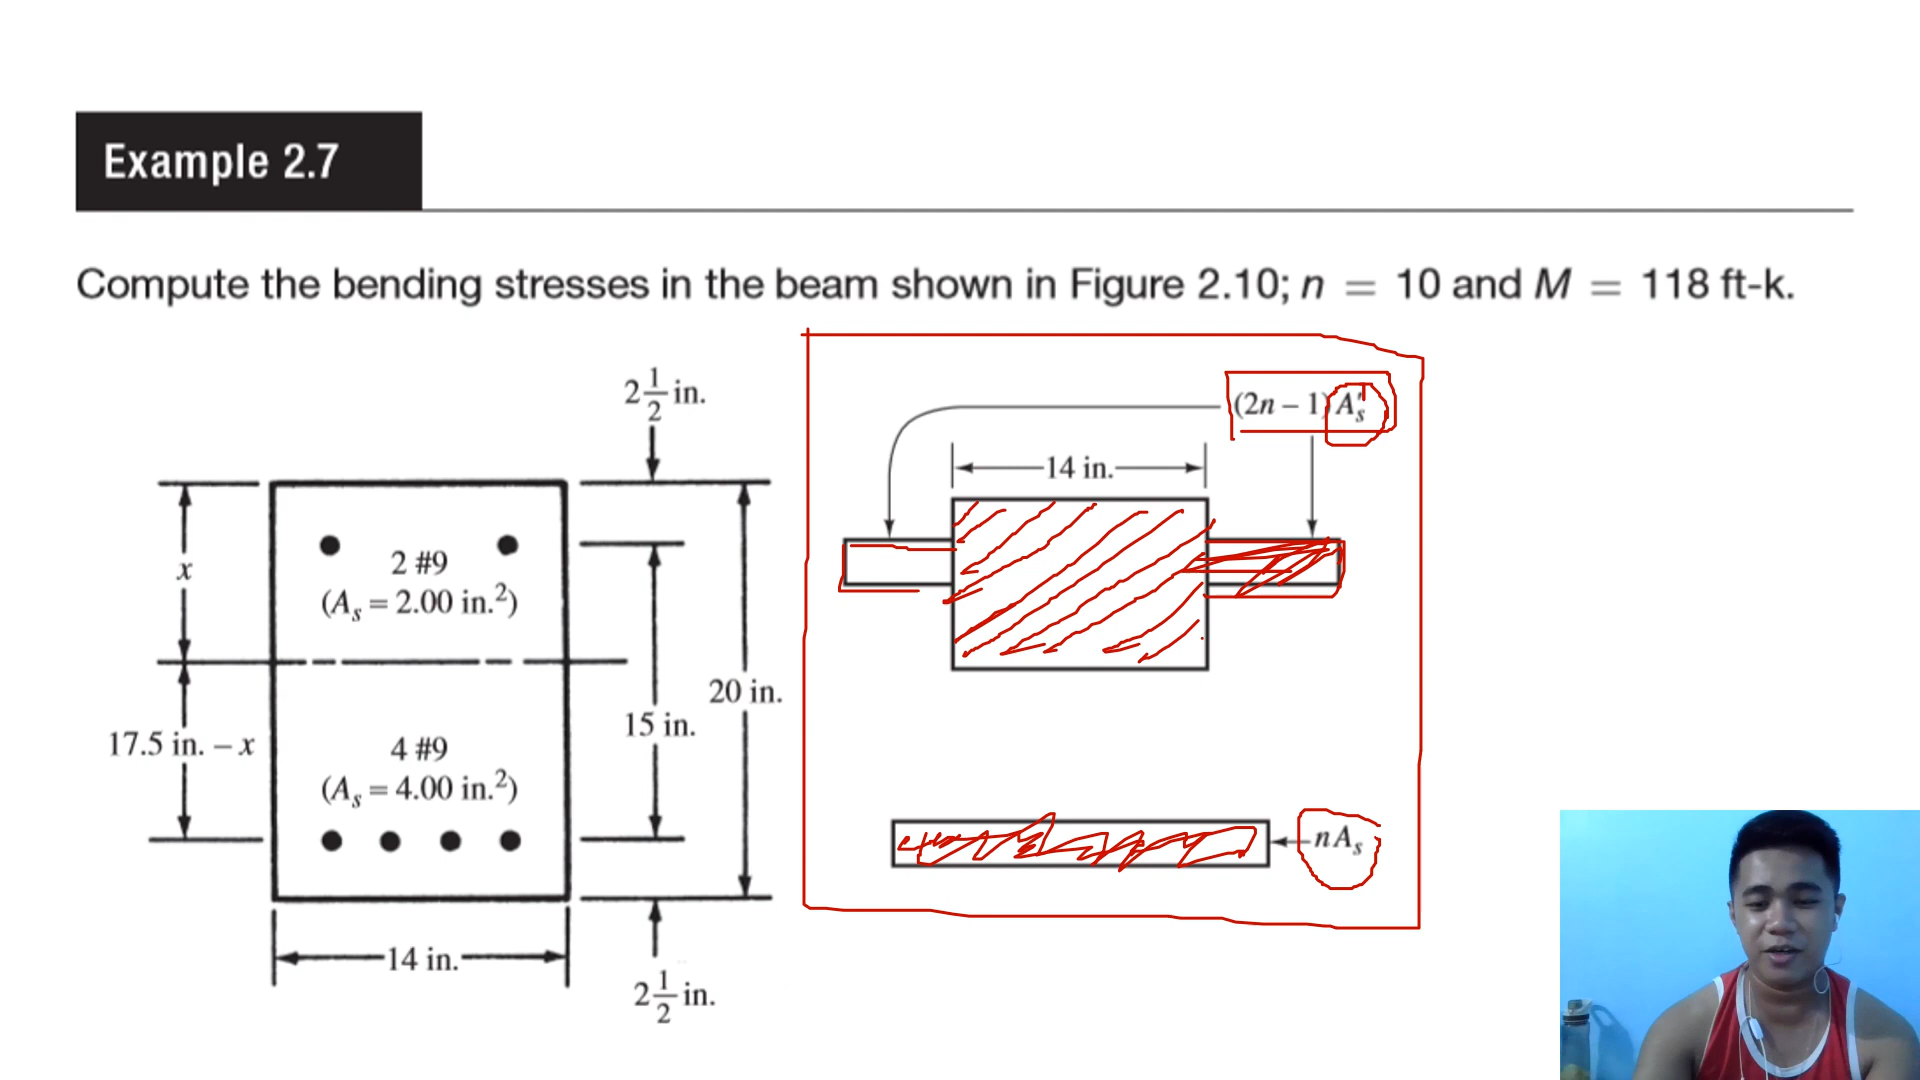 Example 2.7
Compute the bending stresses in the beam shown in Figure 2.10; n = 10 and M = 118 ft-k.
2 1/2 in.
(2n – 1) A's
14 in.
x
2 #9
(As = 2.00 in.²)
20 in.
15 in.
17.5 in. – x
4 #9
(As = 4.00 in.²)
nAs
14 in.
2 1/2 in.